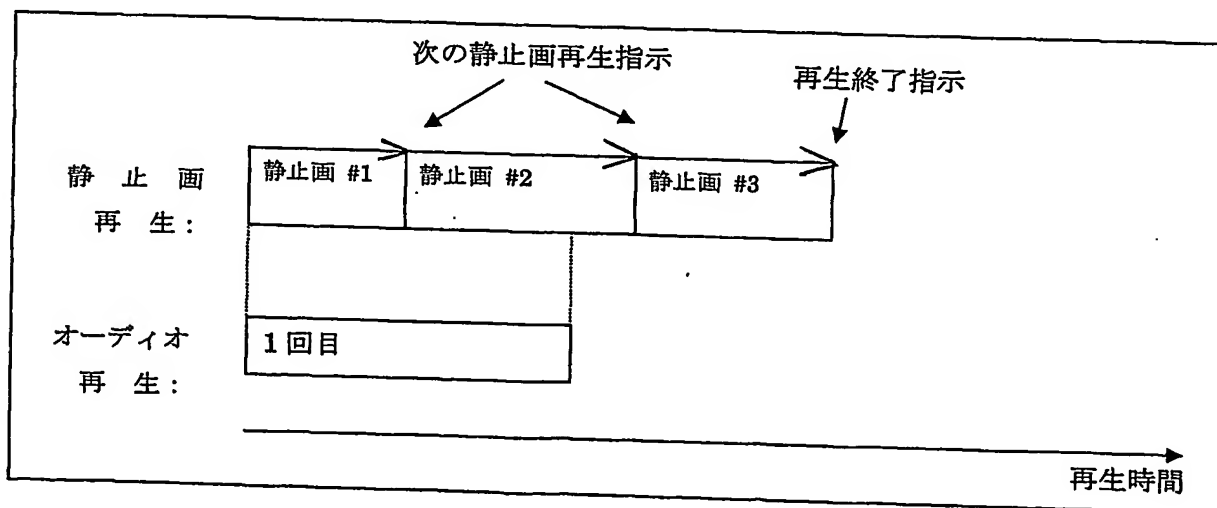 次の静止画再生指示
再生終了指示
静止画
再生:
静止画 #1
静止画 #2
静止画 #3
オーディオ
再生:
1回目
再生時間